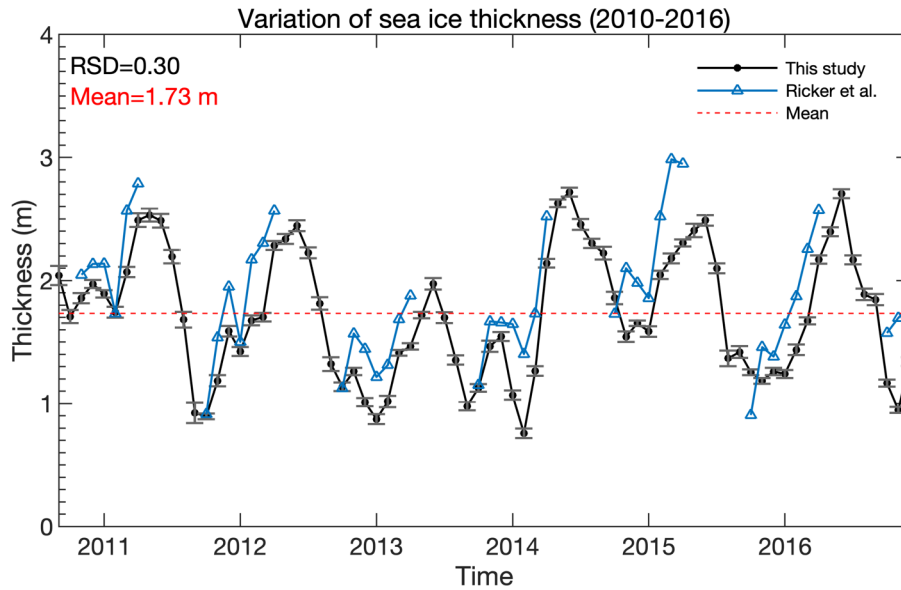 Variation of sea ice thickness (2010-2016)
RSD=0.30
Mean=1.73 m
This study
Ricker et al.
Mean
Thickness (m)
4
3
2
1
0
2011 2012 2013 2014 2015 2016
Time